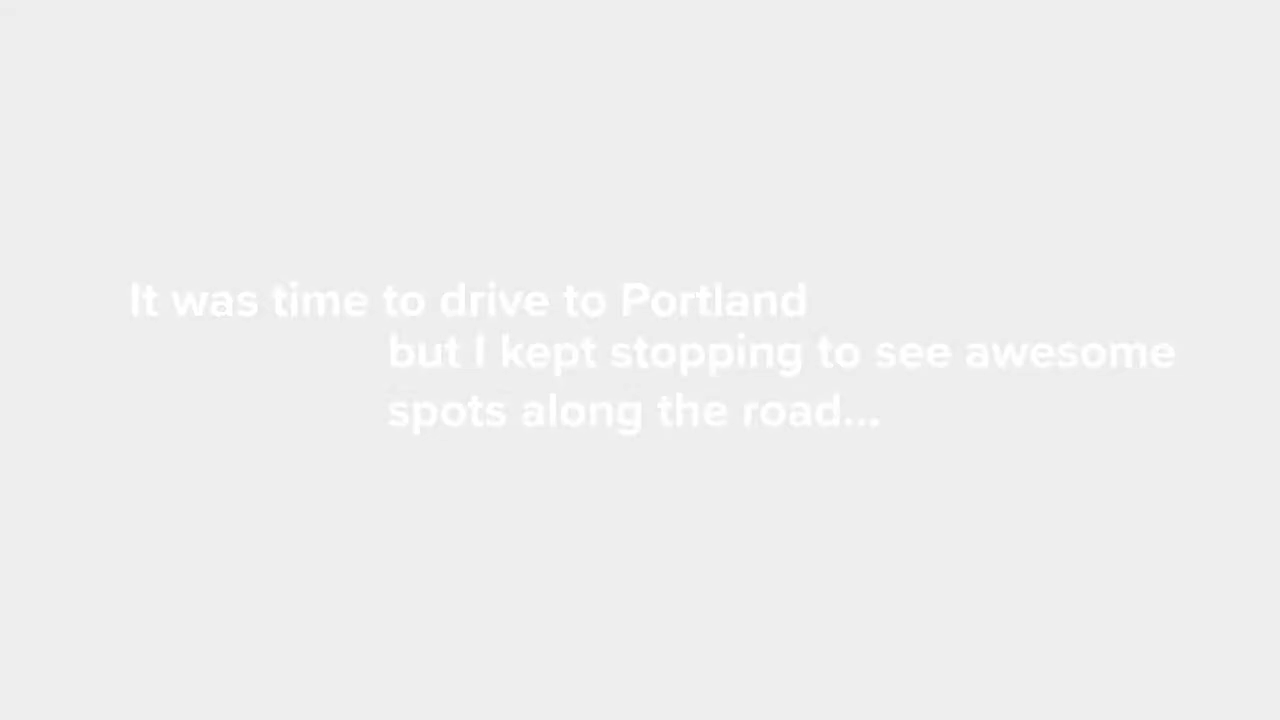 It was time to drive to Portland
but I kept stopping to see awesome
spots along the road...